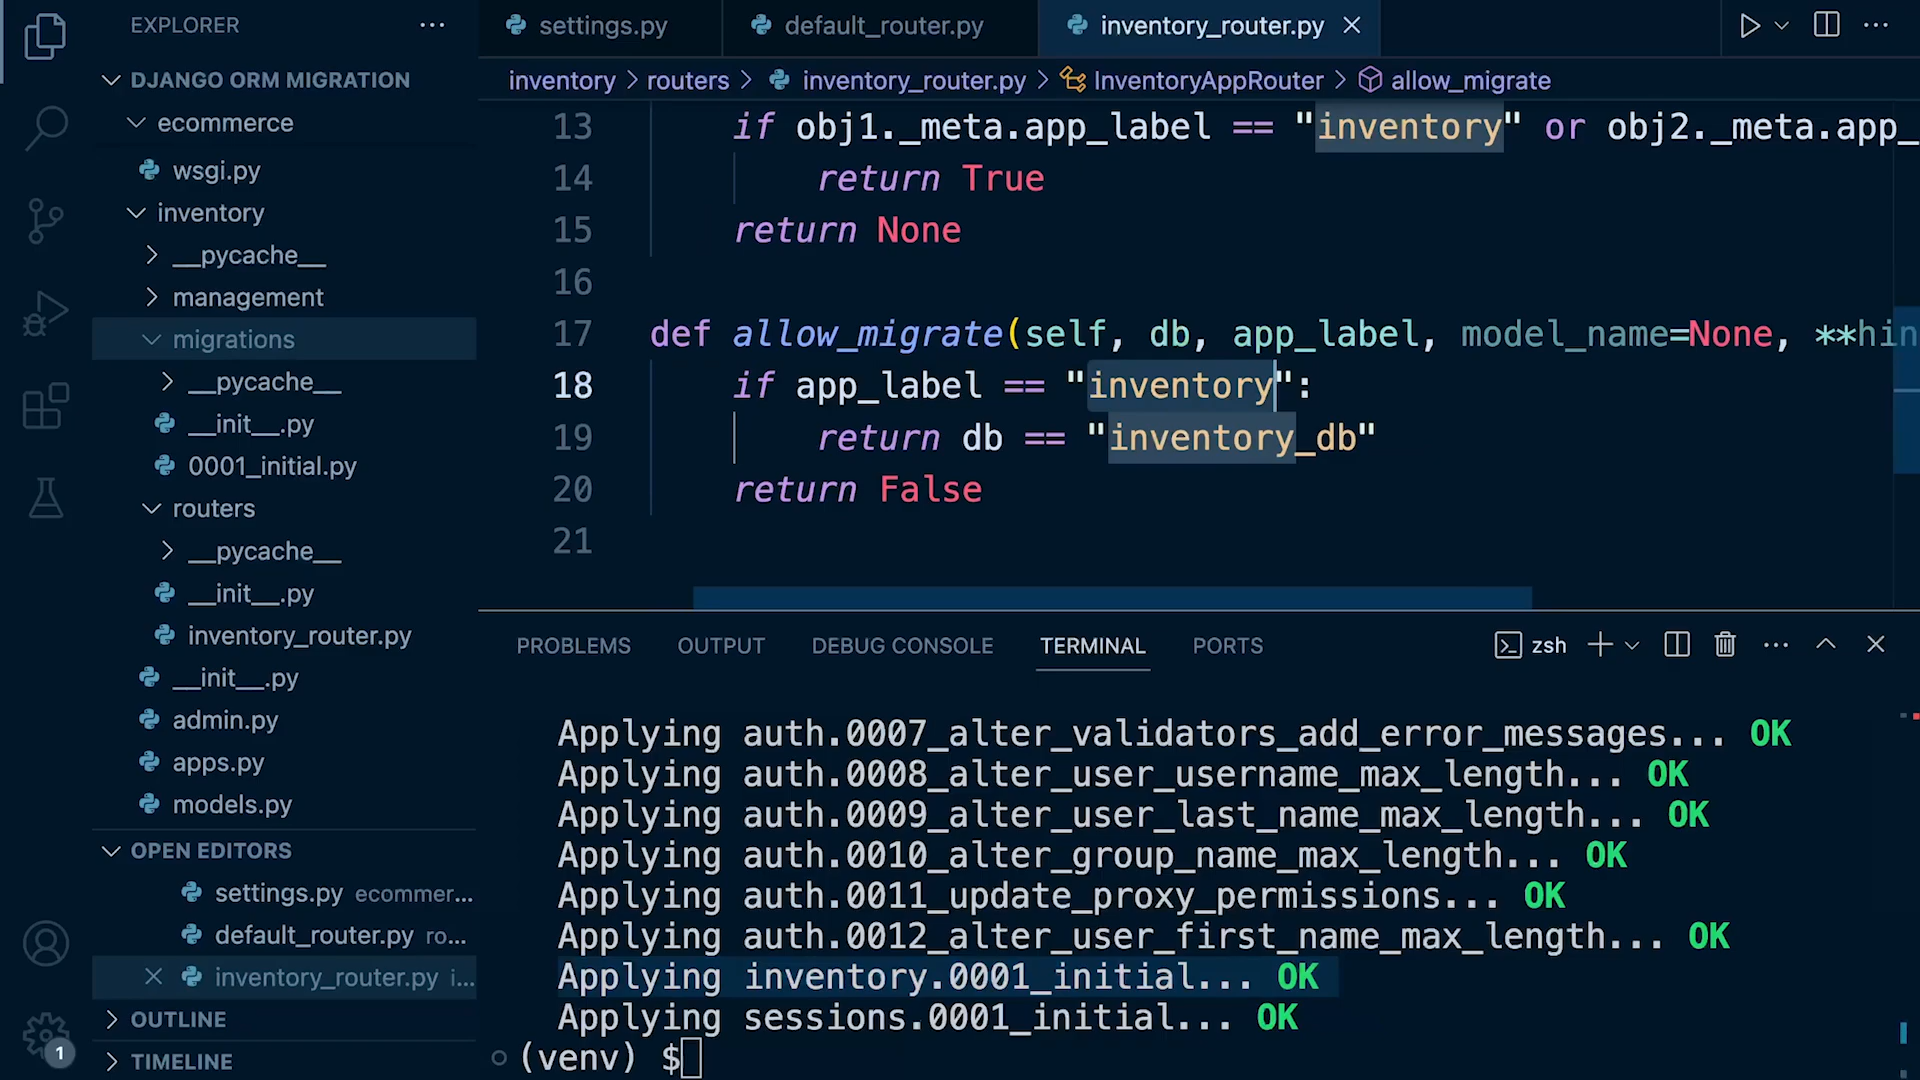 EXPLORER
DJANGO ORM MIGRATION
ecommerce
wsgi.py
inventory
__pycache__
management
migrations
__pycache__
__init__.py
0001_initial.py
routers
__pycache__
__init__.py
inventory_router.py
__init__.py
admin.py
apps.py
models.py
OPEN EDITORS
settings.py ecommer...
default_router.py ro...
inventory_router.py i...
OUTLINE
TIMELINE
1
settings.py default_router.py inventory_router.py
inventory > routers > inventory_router.py > InventoryAppRouter > allow_migrate
13 if obj1._meta.app_label == "inventory" or obj2._meta.app_
14 return True
15 return None
16
17 def allow_migrate(self, db, app_label, model_name=None, **hin
18 if app_label == "inventory":
19 return db == "inventory_db"
20 return False
21
PROBLEMS OUTPUT DEBUG CONSOLE TERMINAL PORTS zsh
Applying auth.0007_alter_validators_add_error_messages... OK
Applying auth.0008_alter_user_username_max_length... OK
Applying auth.0009_alter_user_last_name_max_length... OK
Applying auth.0010_alter_group_name_max_length... OK
Applying auth.0011_update_proxy_permissions... OK
Applying auth.0012_alter_user_first_name_max_length... OK
Applying inventory.0001_initial... OK
Applying sessions.0001_initial... OK
(venv) $